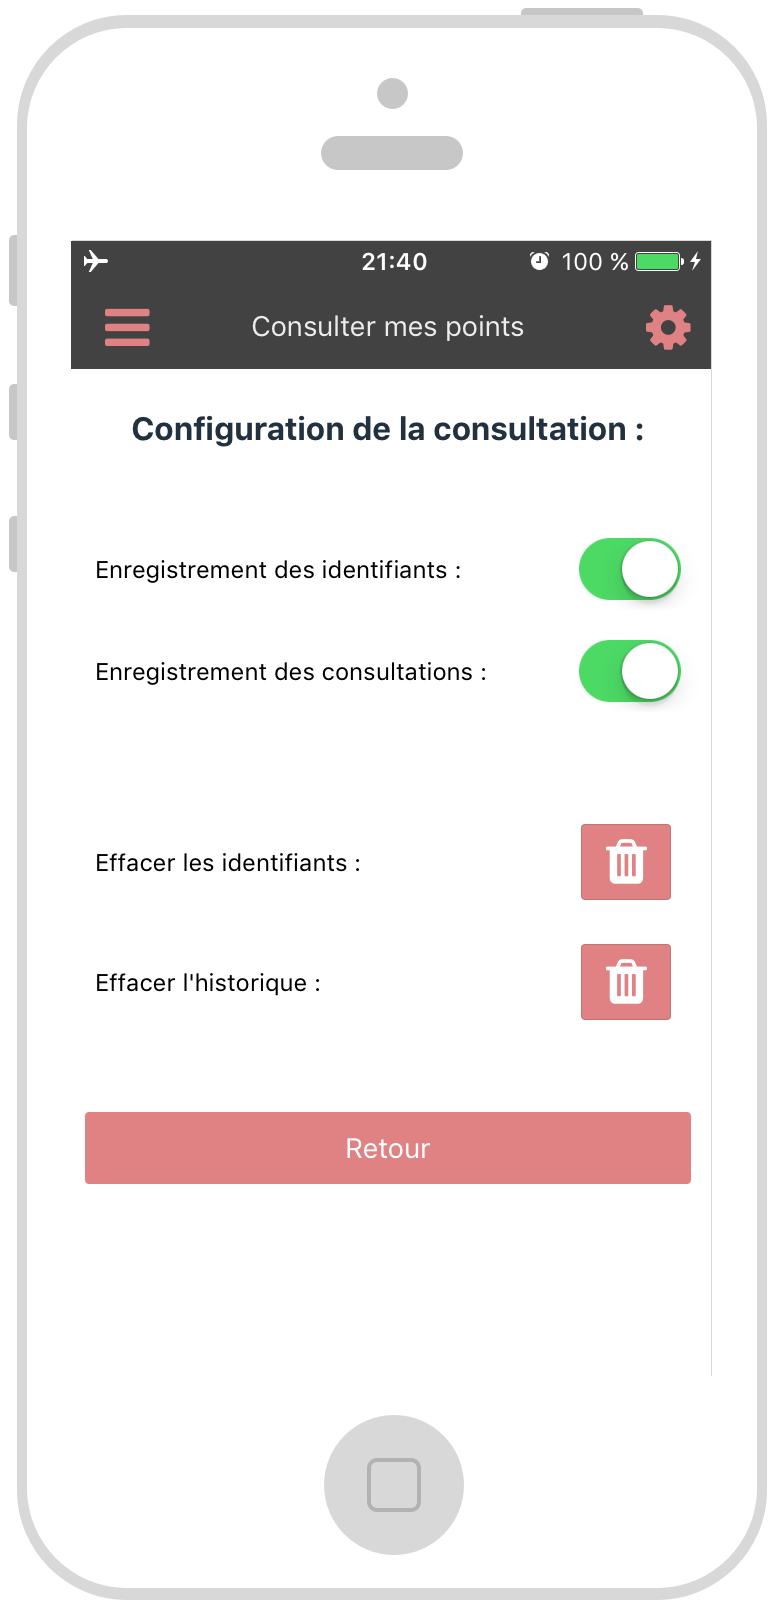 21:40 100 %
Consulter mes points
Configuration de la consultation :
Enregistrement des identifiants :
Enregistrement des consultations :
Effacer les identifiants :
Effacer l'historique :
Retour